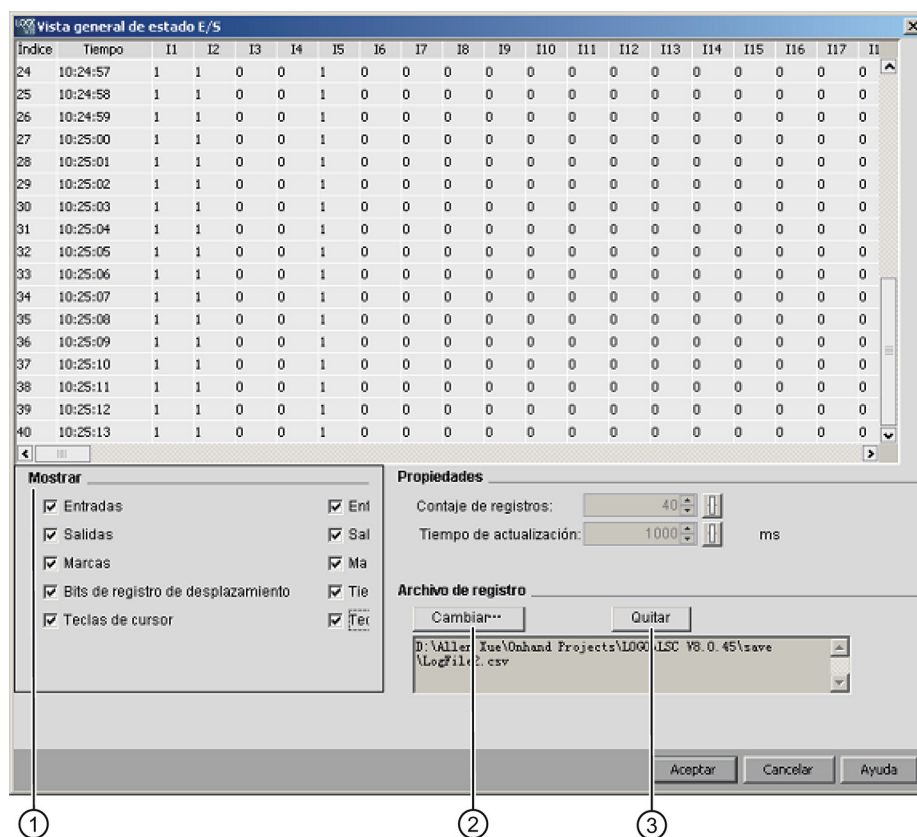 Vista general de estado E/S
Índice Tiempo I1 I2 I3 I4 I5 I6 I7 I8 I9 I10 I11 I12 I13 I14 I15 I16 I17 I1
24 10:24:57 1 1 0 0 1 0 0 0 0 0 0 0 0 0 0 0 0 0
25 10:24:58 1 1 0 0 1 0 0 0 0 0 0 0 0 0 0 0 0 0
26 10:24:59 1 1 0 0 1 0 0 0 0 0 0 0 0 0 0 0 0 0
27 10:25:00 1 1 0 0 1 0 0 0 0 0 0 0 0 0 0 0 0 0
28 10:25:01 1 1 0 0 1 0 0 0 0 0 0 0 0 0 0 0 0 0
29 10:25:02 1 1 0 0 1 0 0 0 0 0 0 0 0 0 0 0 0 0
30 10:25:03 1 1 0 0 1 0 0 0 0 0 0 0 0 0 0 0 0 0
31 10:25:04 1 1 0 0 1 0 0 0 0 0 0 0 0 0 0 0 0 0
32 10:25:05 1 1 0 0 1 0 0 0 0 0 0 0 0 0 0 0 0 0
33 10:25:06 1 1 0 0 1 0 0 0 0 0 0 0 0 0 0 0 0 0
34 10:25:07 1 1 0 0 1 0 0 0 0 0 0 0 0 0 0 0 0 0
35 10:25:08 1 1 0 0 1 0 0 0 0 0 0 0 0 0 0 0 0 0
36 10:25:09 1 1 0 0 1 0 0 0 0 0 0 0 0 0 0 0 0 0
37 10:25:10 1 1 0 0 1 0 0 0 0 0 0 0 0 0 0 0 0 0
38 10:25:11 1 1 0 0 1 0 0 0 0 0 0 0 0 0 0 0 0 0
39 10:25:12 1 1 0 0 1 0 0 0 0 0 0 0 0 0 0 0 0 0
40 10:25:13 1 1 0 0 1 0 0 0 0 0 0 0 0 0 0 0 0 0
Mostrar
Entradas Ent
Salidas Sal
Marcas Ma
Bits de registro de desplazamiento Tie
Teclas de cursor Tec
Propiedades
Contaje de registros: 40
Tiempo de actualización: 1000 ms
Archivo de registro
Cambiar... Quitar
D:\Allen Xue\Onhand Projects\LOGO\LSC V8.0.45\save
\LogFile2.csv
Aceptar Cancelar Ayuda
1 2 3